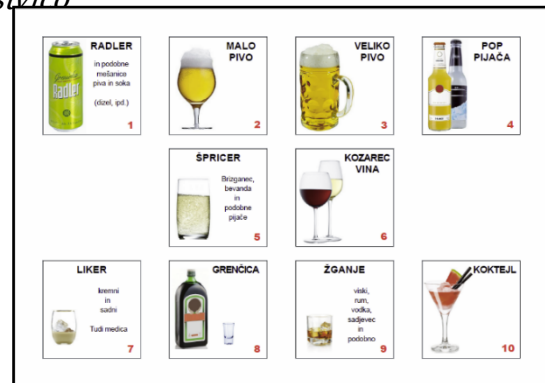 RADLER
in podobne
mešanice
piva in soka
(dizel, ipd.)
Radler
1
MALO
PIVO
2
VELIKO
PIVO
3
POP
PIJAČA
4
ŠPRICER
Brizganec,
bevanda
in
podobne
pijače
5
KOZAREC
VINA
6
LIKER
kremni
in
sadni
Tudi medica
7
GRENČICA
8
ŽGANJE
viski,
rum,
vodka,
sadjevec
in
podobno
9
KOKTEJL
10